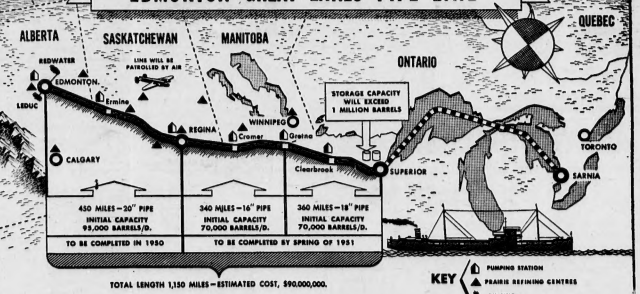 EDMONTON GREAT LAKES PIPE LINE
ALBERTA
SASKATCHEWAN
MANITOBA
ONTARIO
QUEBEC
REDWATER
EDMONTON.
LEDUC
LINE WILL BE
PATROLLED BY AIR
Ermine
REGINA
WINNIPEG
Cromer
Gretna
Clearbrook
STORAGE CAPACITY
WILL EXCEED
1 MILLION BARRELS
SUPERIOR
TORONTO
SARNIA
CALGARY
450 MILES—20" PIPE
INITIAL CAPACITY
95,000 BARRELS/D.
340 MILES—16" PIPE
INITIAL CAPACITY
70,000 BARRELS/D.
360 MILES—18" PIPE
INITIAL CAPACITY
70,000 BARRELS/D.
TO BE COMPLETED IN 1950
TO BE COMPLETED BY SPRING OF 1951
TOTAL LENGTH 1,150 MILES—ESTIMATED COST, $90,000,000.
KEY
PUMPING STATION
PRAIRIE REFINING CENTRES